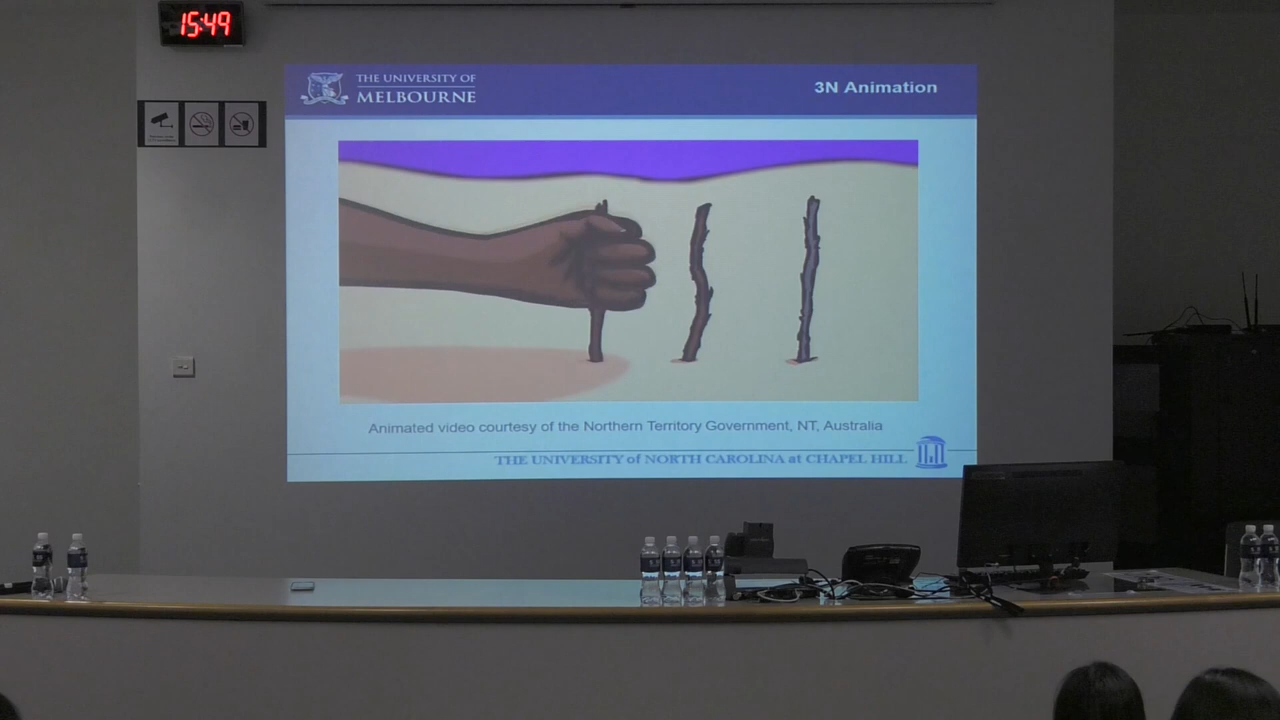 15:49
THE UNIVERSITY OF
MELBOURNE
3N Animation
Animated video courtesy of the Northern Territory Government, NT, Australia
THE UNIVERSITY of NORTH CAROLINA at CHAPEL HILL